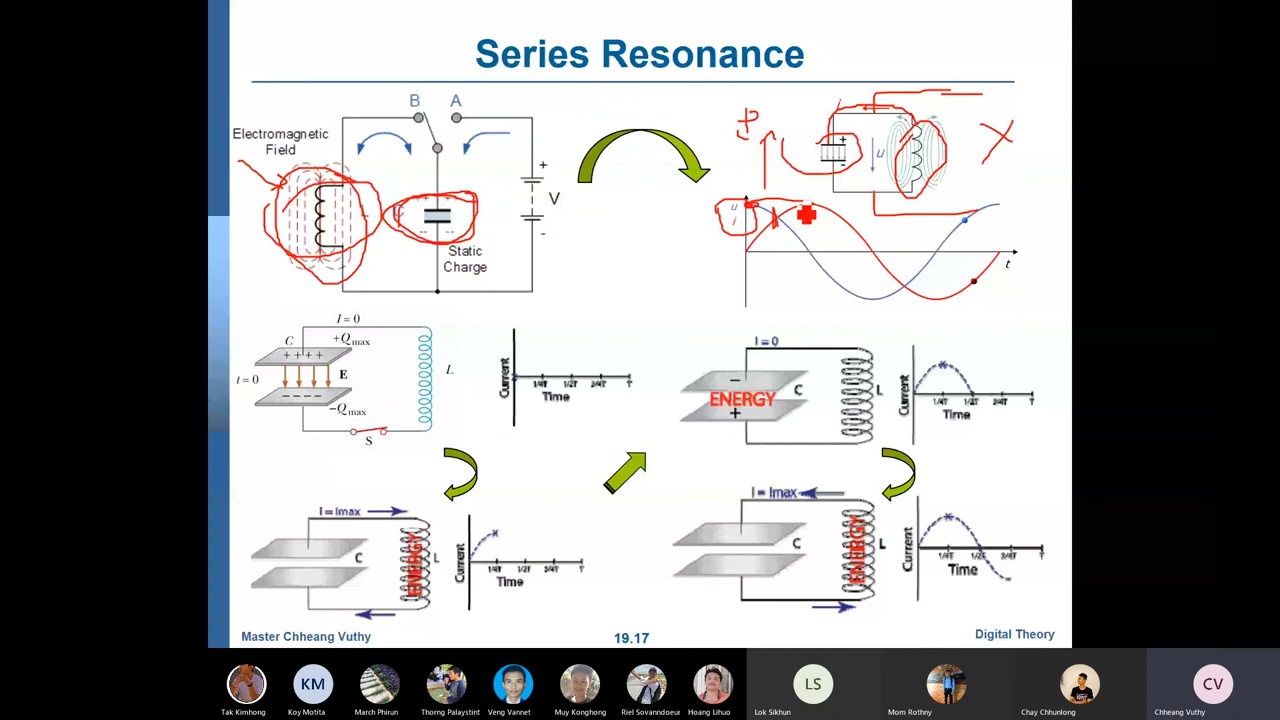 Series Resonance
B A
Electromagnetic
Field
C
+
V
-
Static
Charge
P
i
+
-
u
u
i
t
I = 0
C
+Qmax
+ + + +
t = 0
E
L
- - - -
−Qmax
S
Current
1/4T 1/2T 3/4T T
Time
I = 0
−
ENERGY
+
C
L
Current
1/4T 1/2T 3/4T T
Time
I = Imax
C
ENERGY
L
Current
1/4T 1/2T 3/4T T
Time
I = Imax
C
ENERGY
L
Current
1/4T 1/2T 3/4T T
Time
Master Chheang Vuthy
19.17
Digital Theory
KM
LS
CV
Tak Kimhong
Koy Motita
March Phirun
Thorng Palaystint
Veng Vannet
Muy Konghong
Riel Sovanndoeur
Hoang Lihuo
Lok Sikhun
Mom Rothny
Chay Chhunlong
Chheang Vuthy